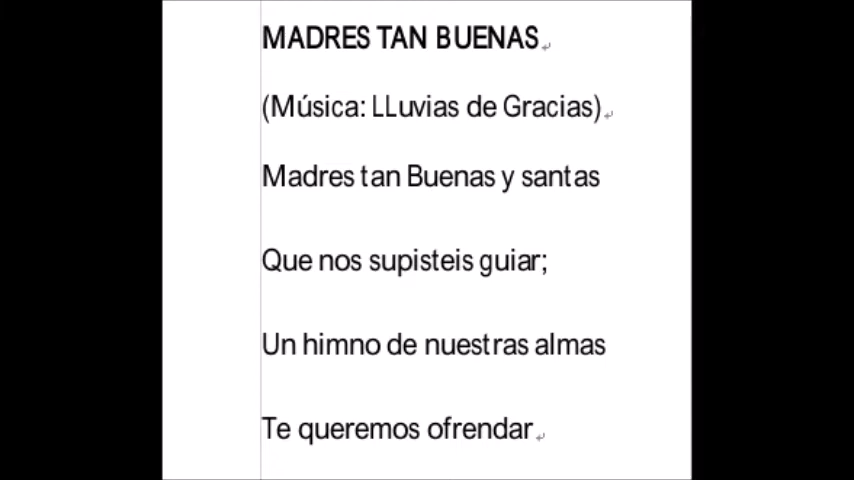 MADRES TAN BUENAS
(Música: LLuvias de Gracias)
Madres tan Buenas y santas
Que nos supisteis guiar;
Un himno de nuestras almas
Te queremos ofrendar